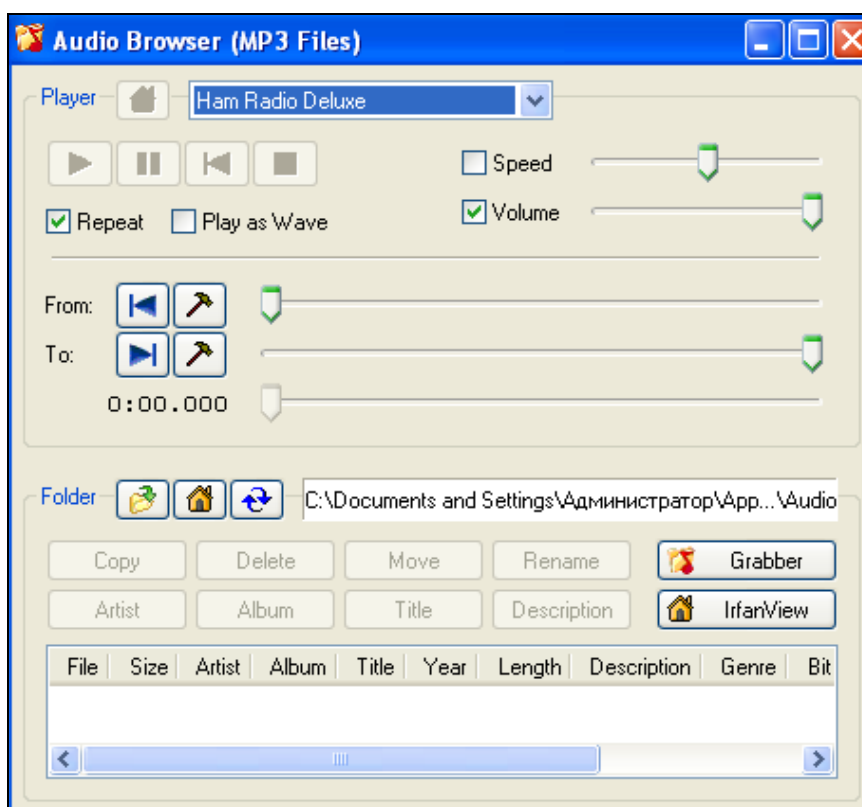 Audio Browser (MP3 Files)
Player Ham Radio Deluxe
Speed
Repeat Play as Wave Volume
From:
To:
0:00.000
Folder C:\Documents and Settings\Администратор\App...\Audio
Copy Delete Move Rename Grabber
Artist Album Title Description IrfanView
File Size Artist Album Title Year Length Description Genre Bit